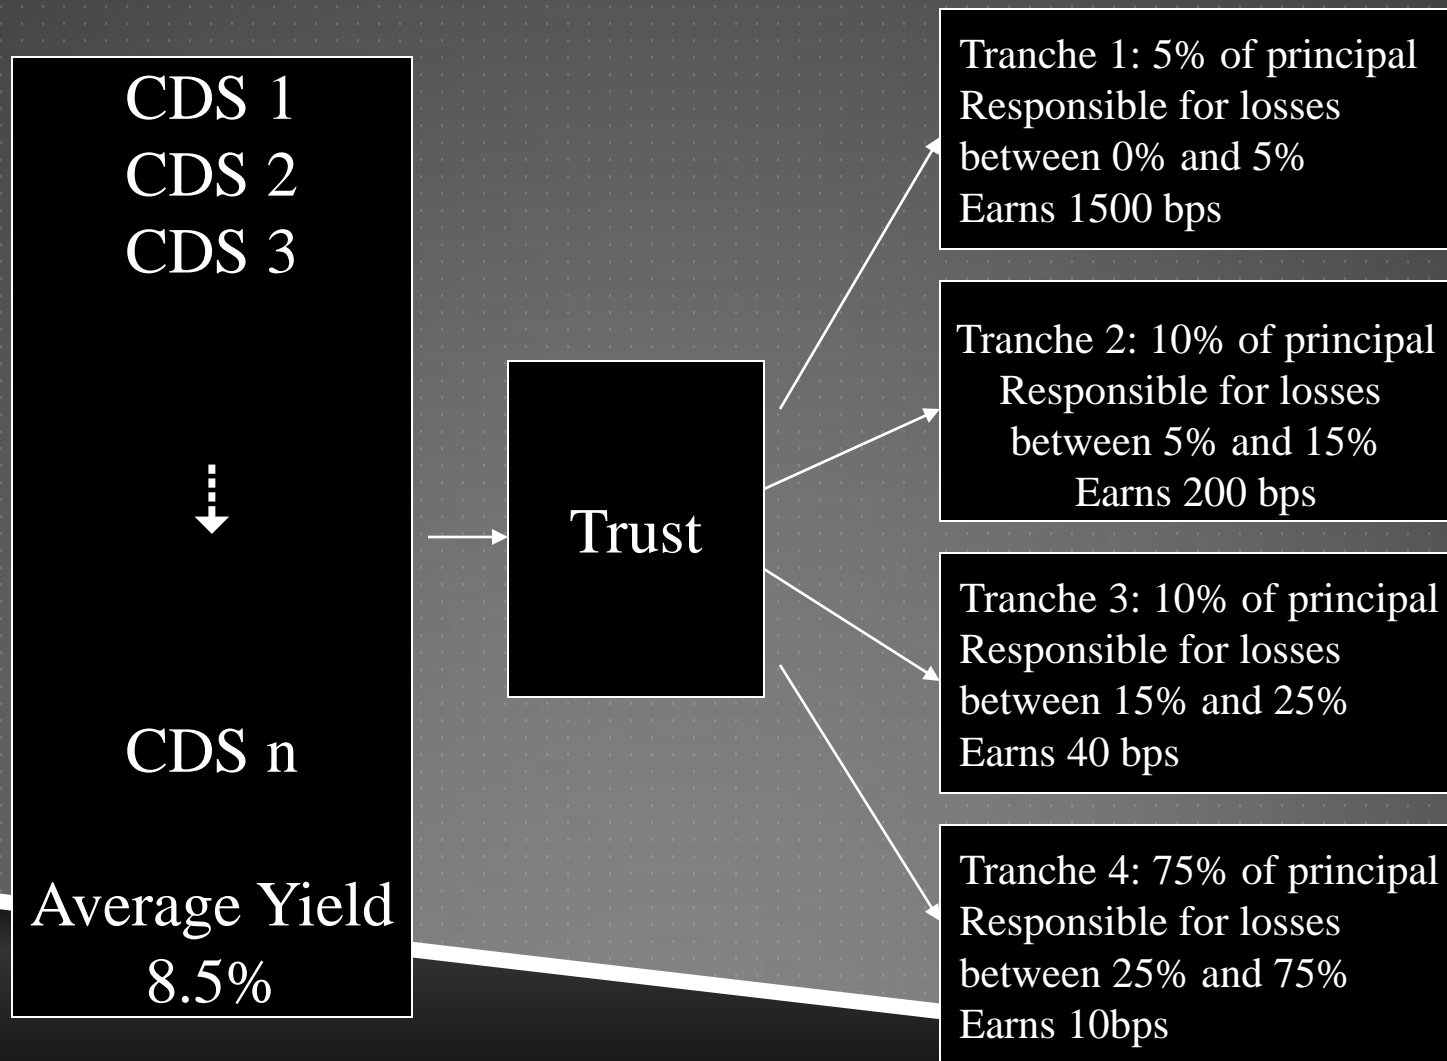 CDS 1
CDS 2
CDS 3
CDS n
Average Yield
8.5%
Trust
Tranche 1: 5% of principal
Responsible for losses
between 0% and 5%
Earns 1500 bps
Tranche 2: 10% of principal
Responsible for losses
between 5% and 15%
Earns 200 bps
Tranche 3: 10% of principal
Responsible for losses
between 15% and 25%
Earns 40 bps
Tranche 4: 75% of principal
Responsible for losses
between 25% and 75%
Earns 10bps